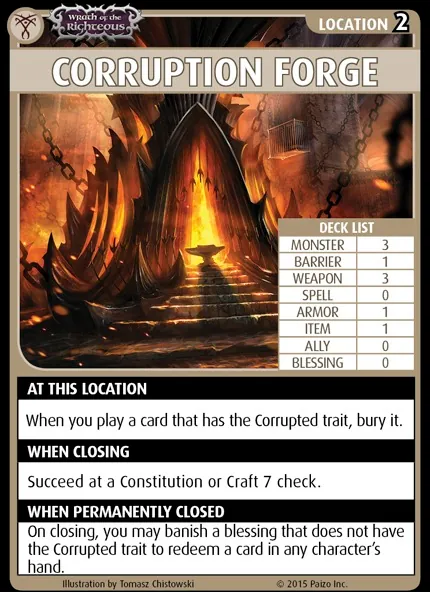 Wrath of the
Righteous
LOCATION 2
CORRUPTION FORGE
DECK LIST
MONSTER 3
BARRIER 1
WEAPON 3
SPELL 0
ARMOR 1
ITEM 1
ALLY 0
BLESSING 0
AT THIS LOCATION
When you play a card that has the Corrupted trait, bury it.
WHEN CLOSING
Succeed at a Constitution or Craft 7 check.
WHEN PERMANENTLY CLOSED
On closing, you may banish a blessing that does not have
the Corrupted trait to redeem a card in any character's
hand.
Illustration by Tomasz Chistowski
© 2015 Paizo Inc.